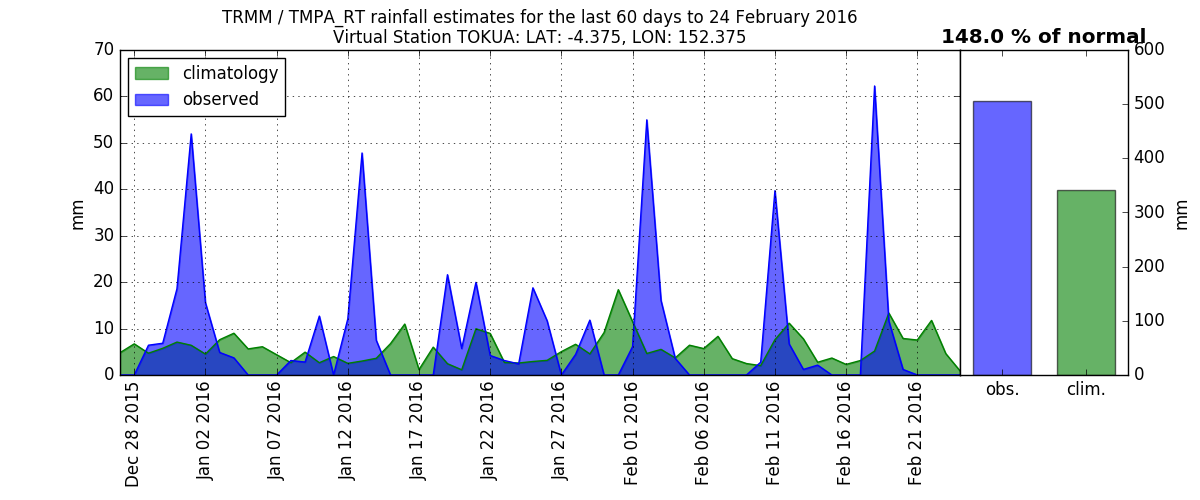 TRMM / TMPA_RT rainfall estimates for the last 60 days to 24 February 2016
Virtual Station TOKUA: LAT: -4.375, LON: 152.375
148.0 % of normal
climatology
observed
70
60
50
40
30
20
10
0
mm
600
500
400
300
200
100
0
mm
Dec 28 2015
Jan 02 2016
Jan 07 2016
Jan 12 2016
Jan 17 2016
Jan 22 2016
Jan 27 2016
Feb 01 2016
Feb 06 2016
Feb 11 2016
Feb 16 2016
Feb 21 2016
obs.
clim.